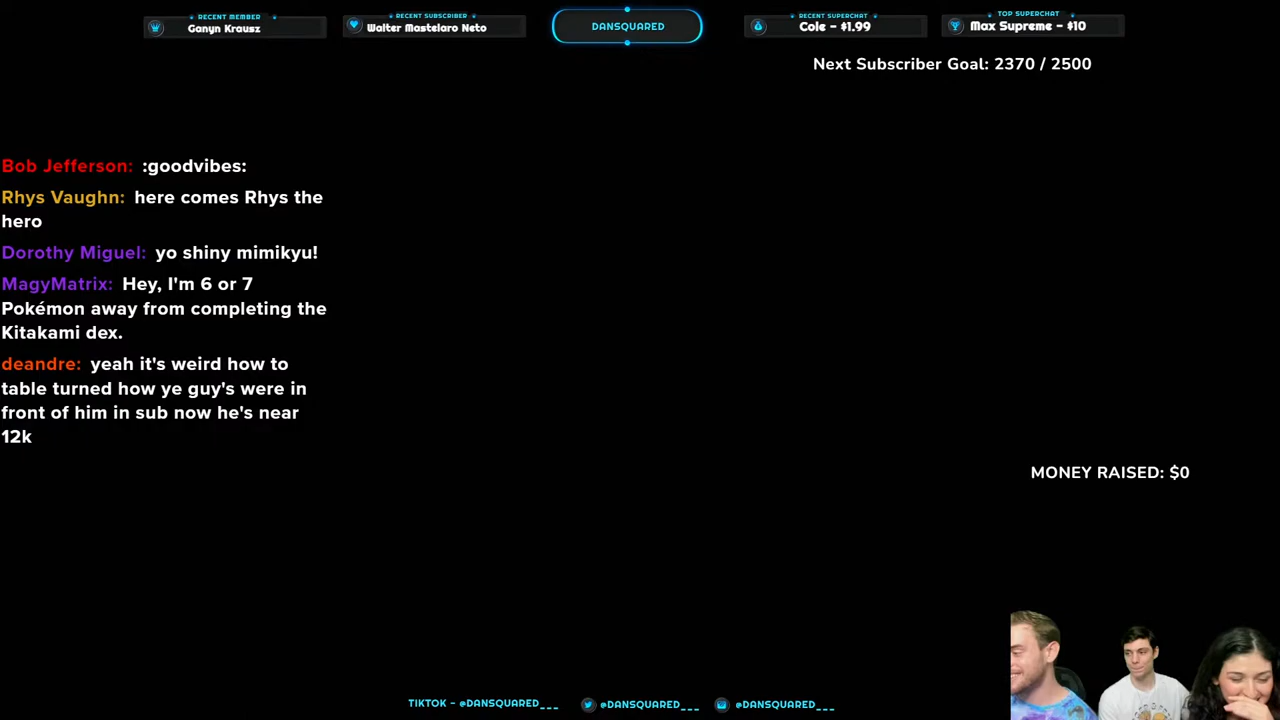 RECENT MEMBER
Ganyn Krausz
RECENT SUBSCRIBER
Walter Mastelaro Neto
DANSQUARED
RECENT SUPERCHAT
Cole - $1.99
TOP SUPERCHAT
Max Supreme - $10
Next Subscriber Goal: 2370 / 2500
Bob Jefferson: :goodvibes:
Rhys Vaughn: here comes Rhys the
hero
Dorothy Miguel: yo shiny mimikyu!
MagyMatrix: Hey, I'm 6 or 7
Pokémon away from completing the
Kitakami dex.
deandre: yeah it's weird how to
table turned how ye guy's were in
front of him in sub now he's near
12k
MONEY RAISED: $0
TIKTOK - @DANSQUARED___
@DANSQUARED___
@DANSQUARED___